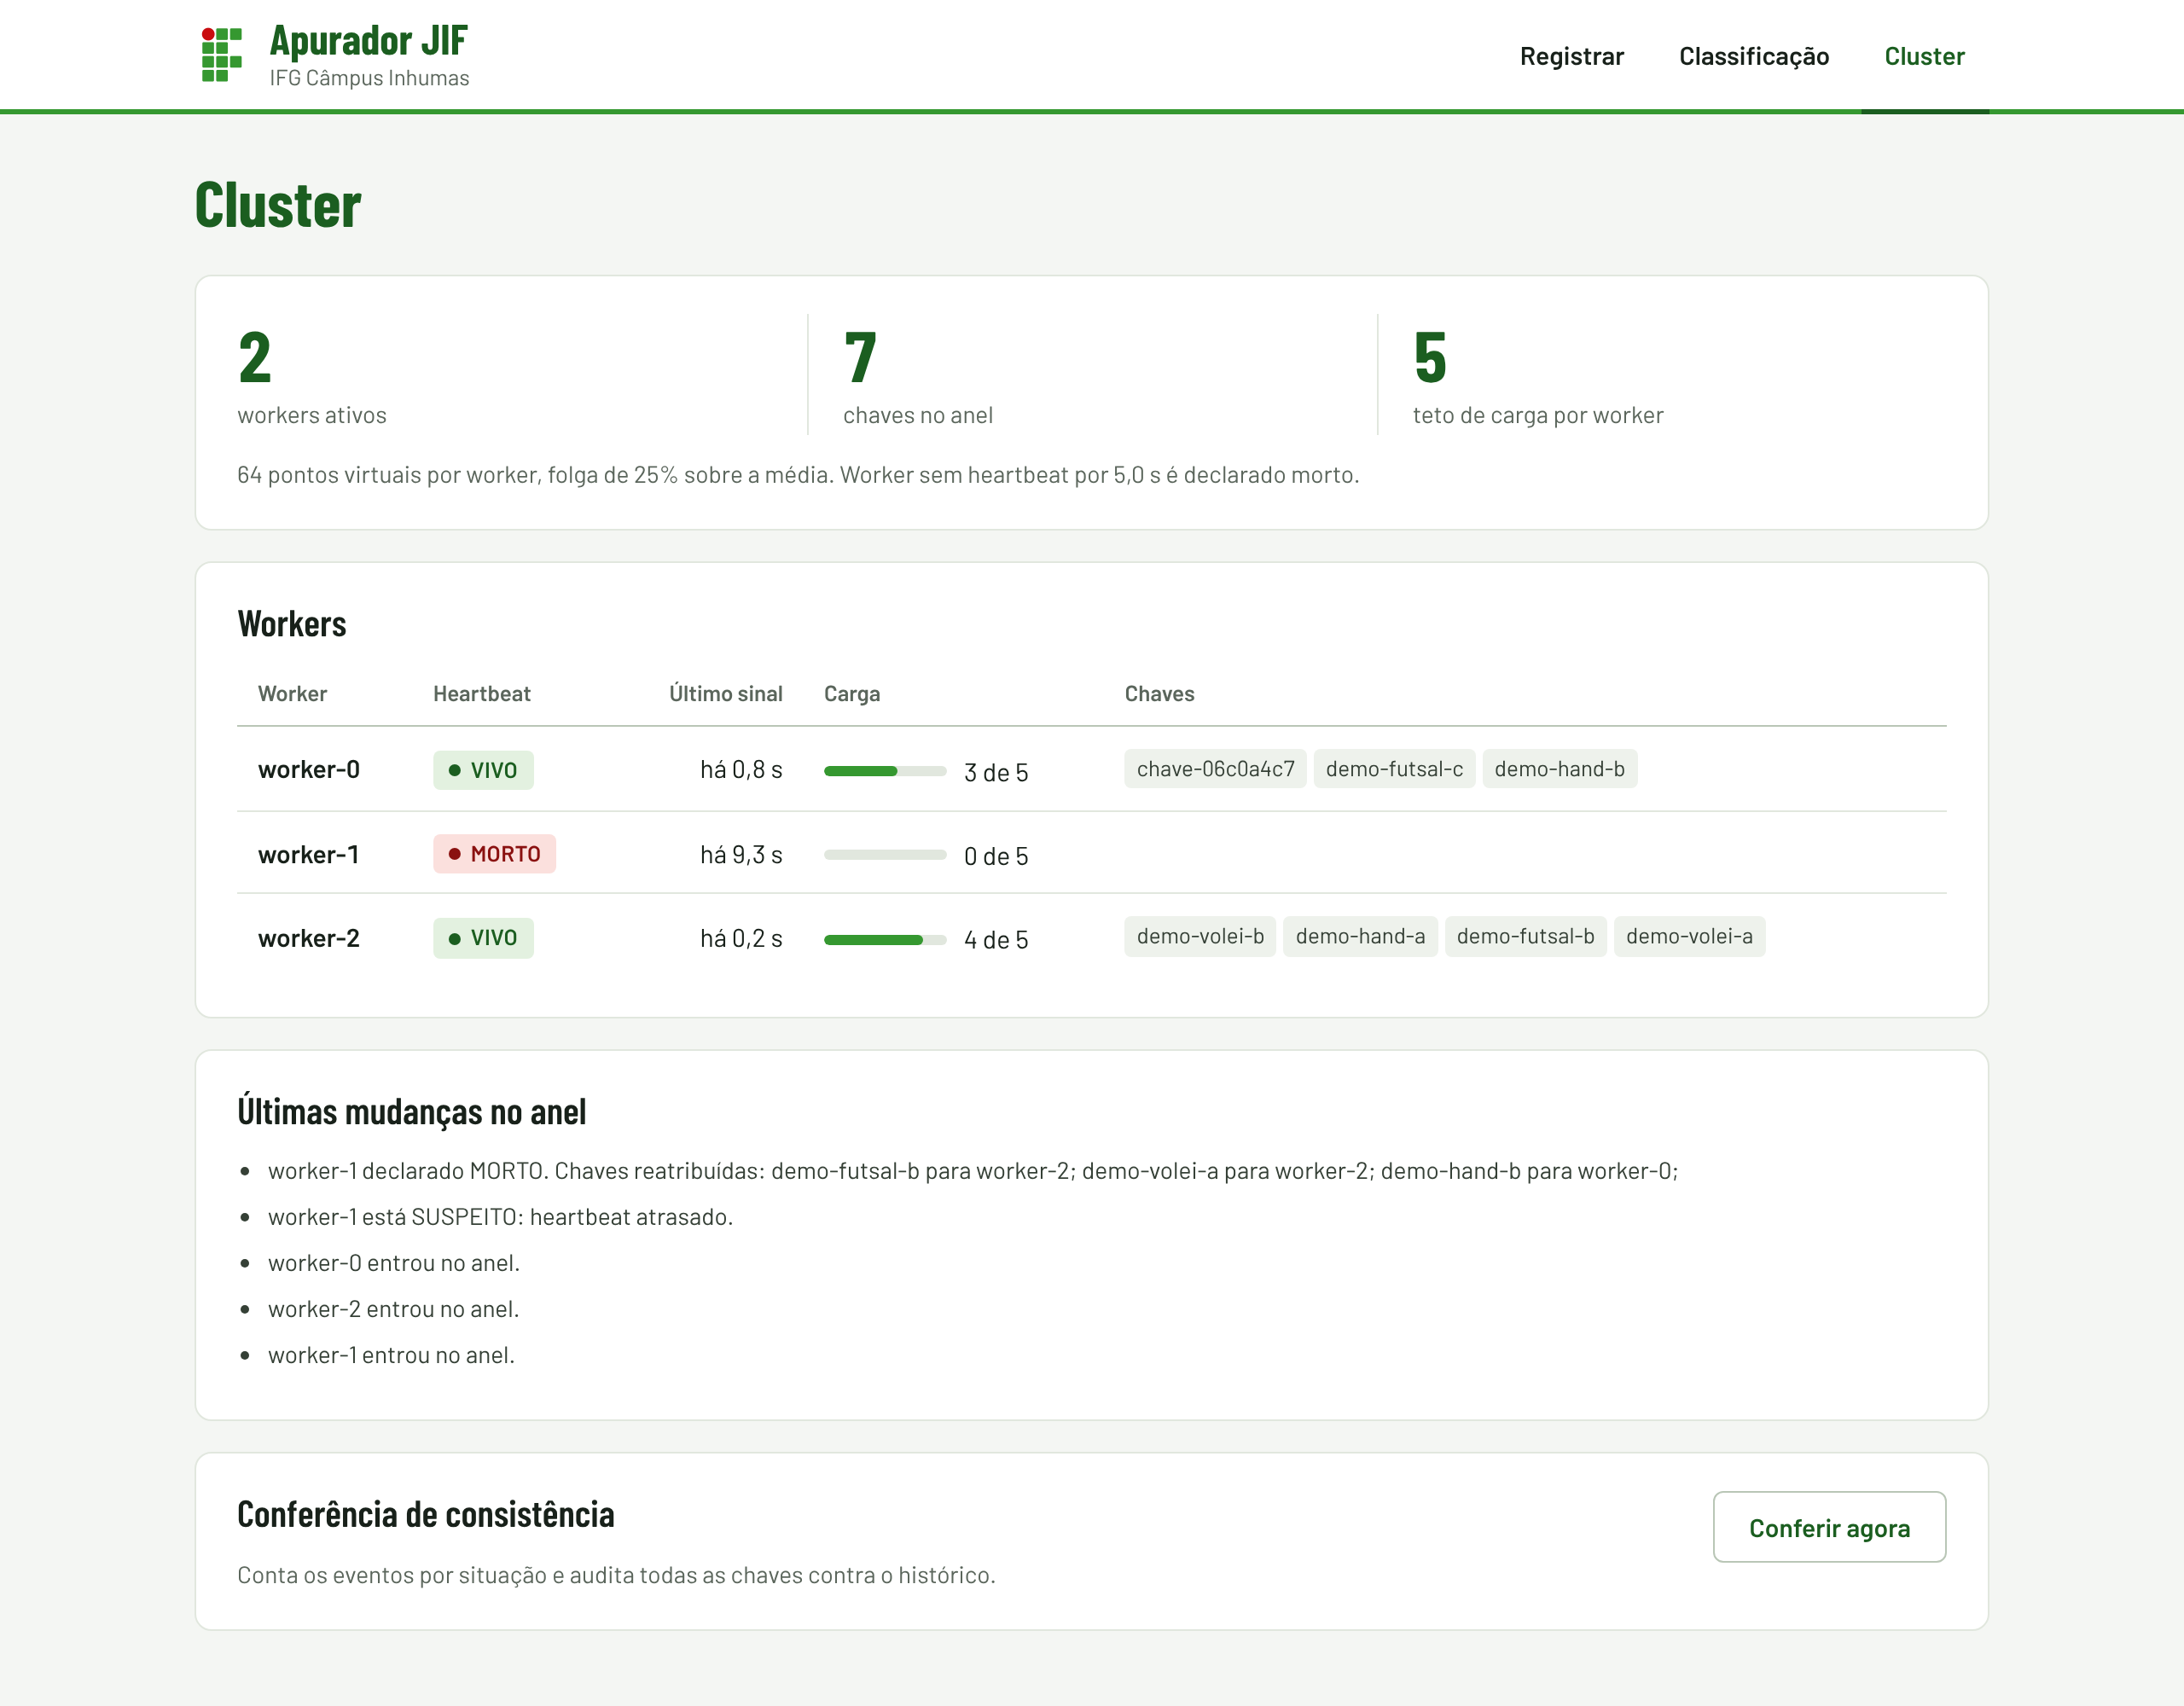 Apurador JIF
IFG Câmpus Inhumas
Registrar Classificação Cluster
Cluster
2 7 5
workers ativos chaves no anel teto de carga por worker
64 pontos virtuais por worker, folga de 25% sobre a média. Worker sem heartbeat por 5,0 s é declarado morto.
Workers
Worker Heartbeat Último sinal Carga Chaves
worker-0 VIVO há 0,8 s 3 de 5 chave-06c0a4c7 demo-futsal-c demo-hand-b
worker-1 MORTO há 9,3 s 0 de 5
worker-2 VIVO há 0,2 s 4 de 5 demo-volei-b demo-hand-a demo-futsal-b demo-volei-a
Últimas mudanças no anel
worker-1 declarado MORTO. Chaves reatribuídas: demo-futsal-b para worker-2; demo-volei-a para worker-2; demo-hand-b para worker-0;
worker-1 está SUSPEITO: heartbeat atrasado.
worker-0 entrou no anel.
worker-2 entrou no anel.
worker-1 entrou no anel.
Conferência de consistência
Conferir agora
Conta os eventos por situação e audita todas as chaves contra o histórico.